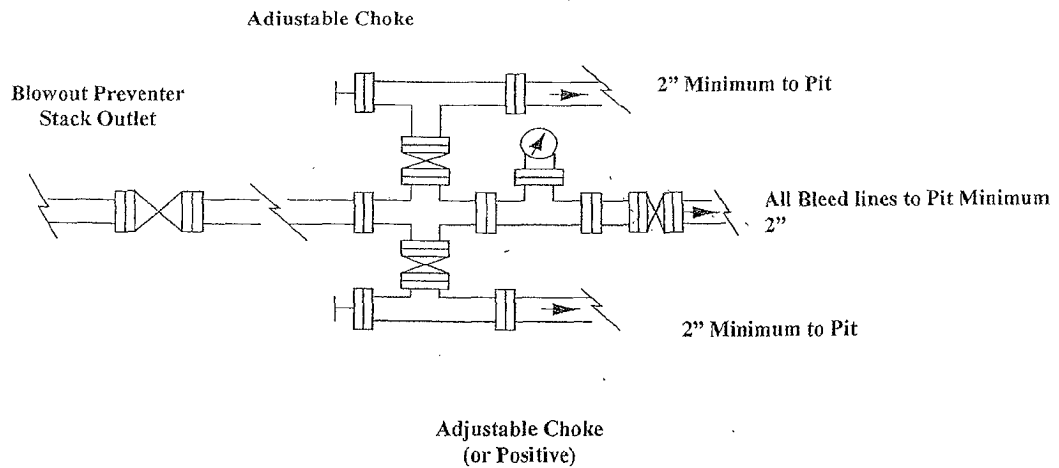 Adjustable Choke
2” Minimum to Pit
Blowout Preventer
Stack Outlet
All Bleed lines to Pit Minimum
2”
2” Minimum to Pit
Adjustable Choke
(or Positive)